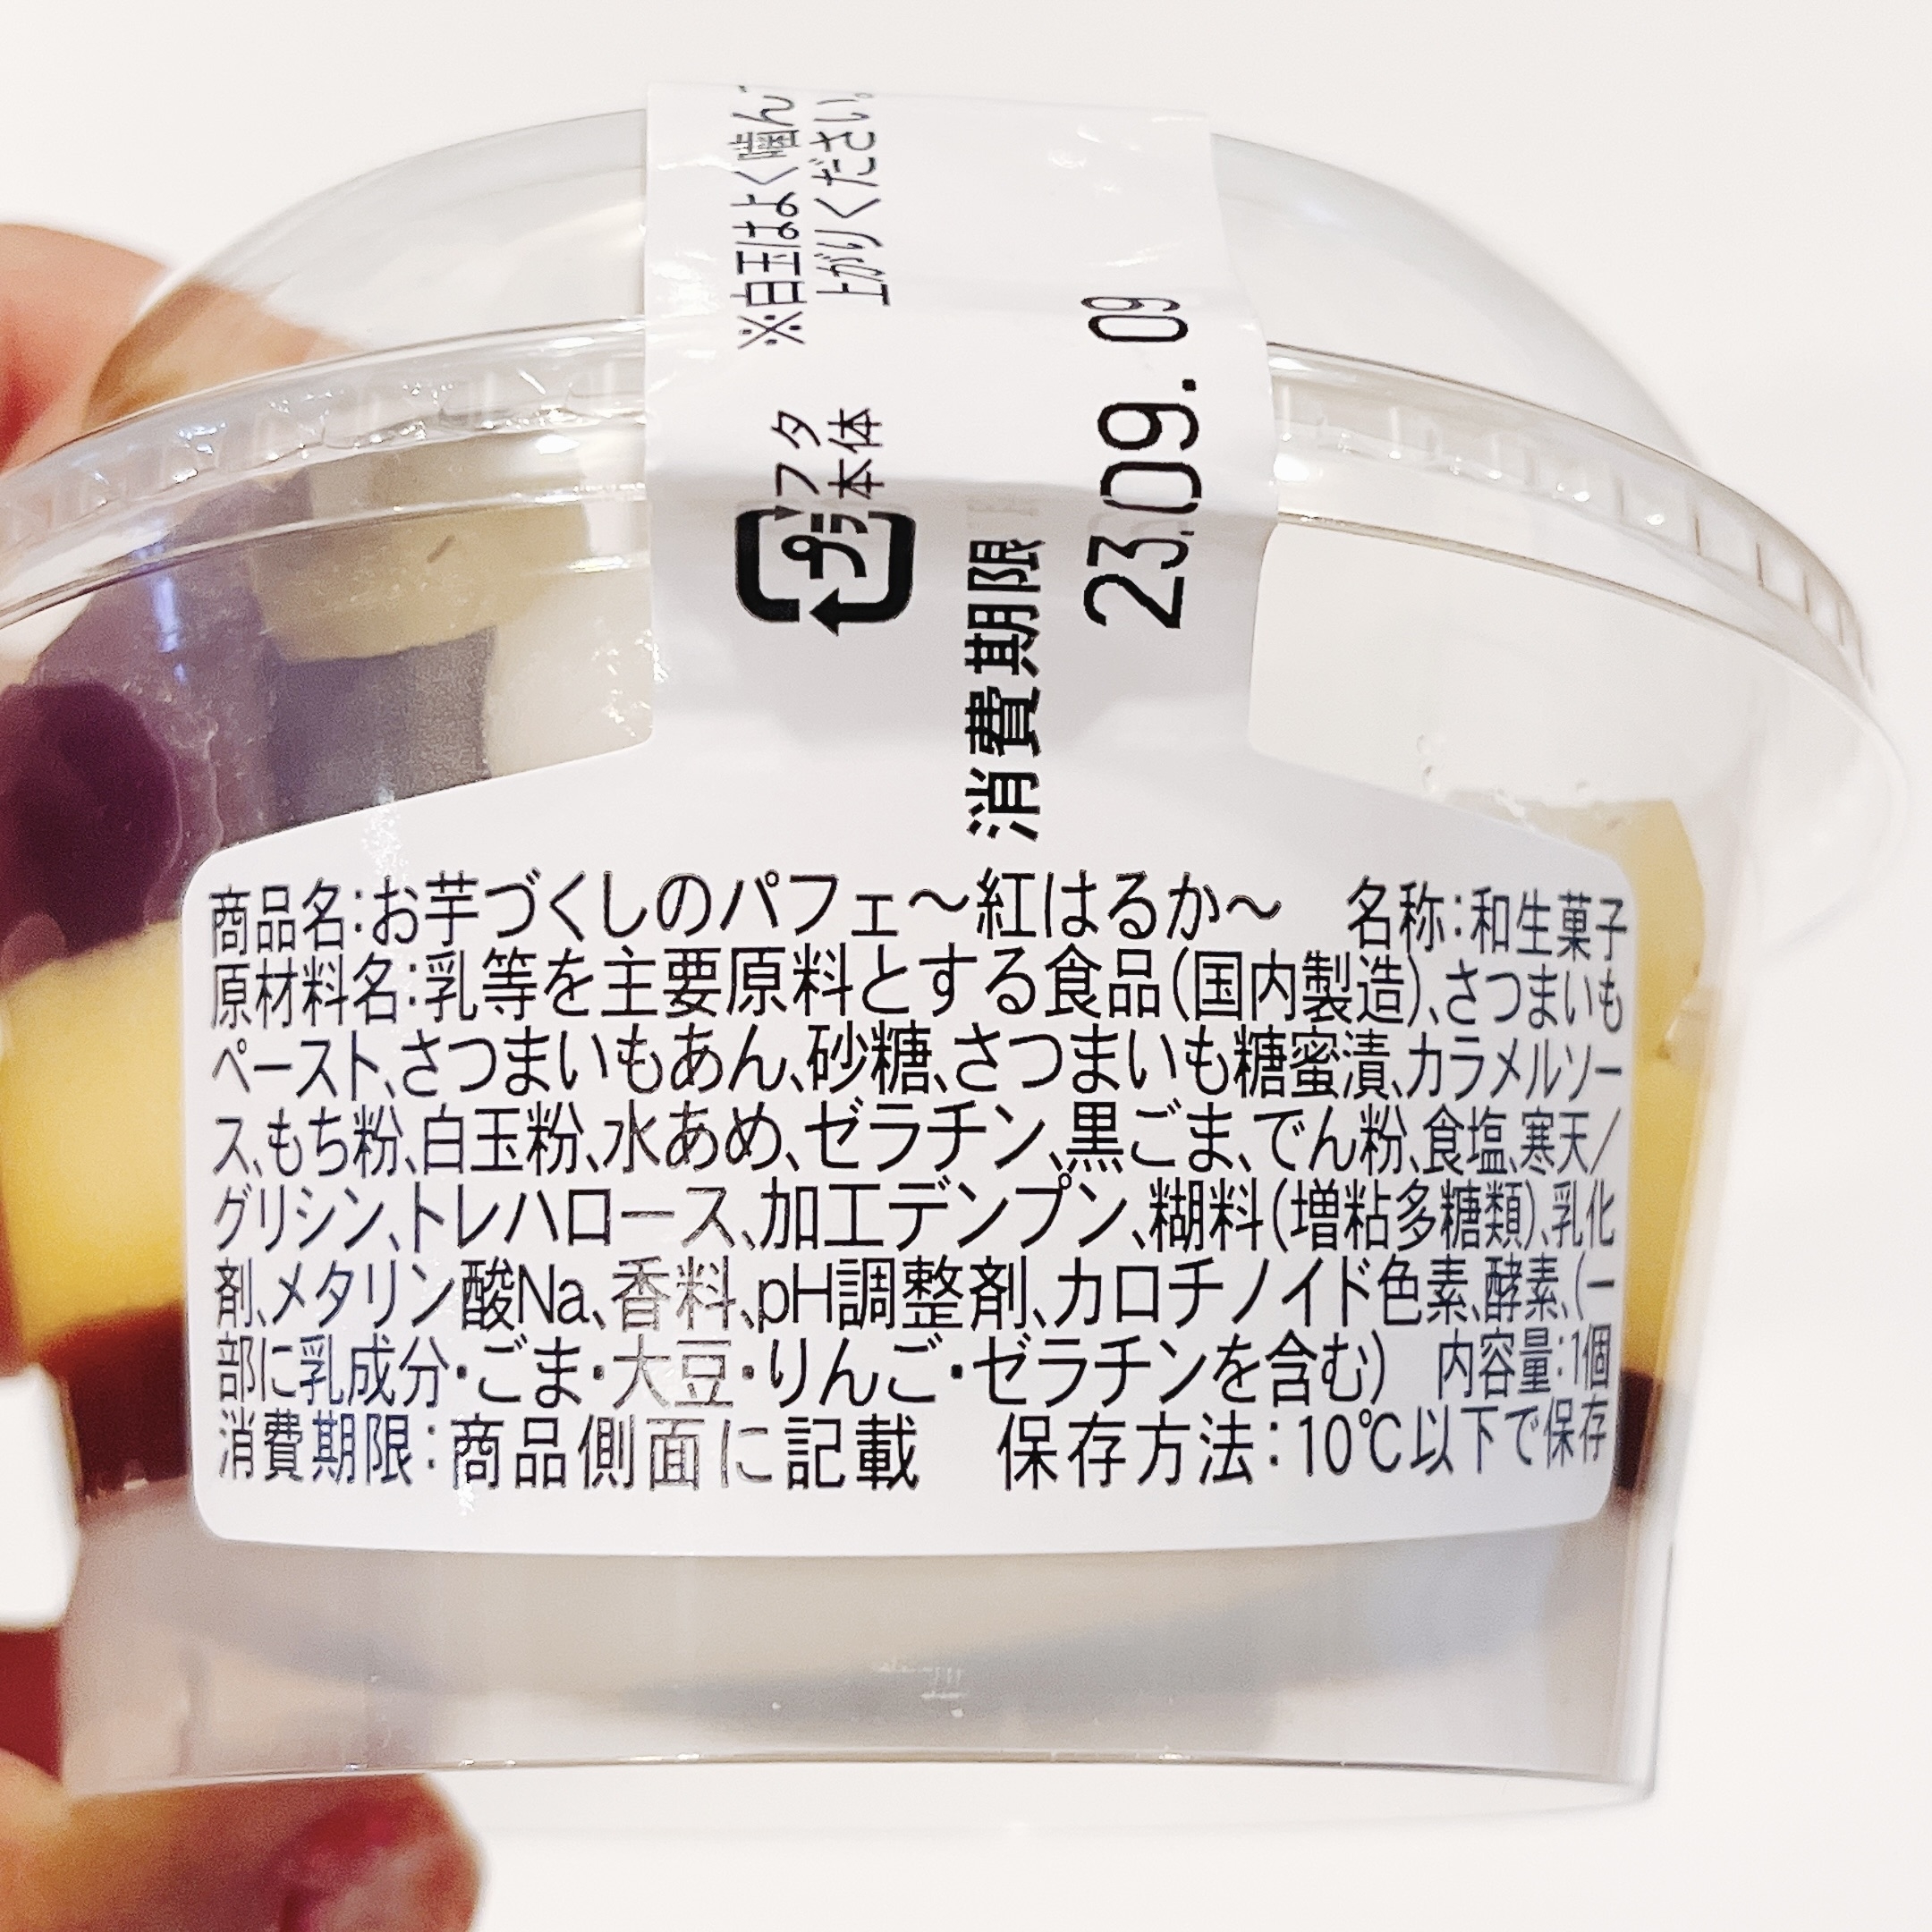 ※白玉はよく噛ん
上がりください。
プラ
フタ
本体
消費期限
23.09.09
商品名:お芋づくしのパフェ～紅はるか～ 名称:和生菓子
原材料名:乳等を主要原料とする食品(国内製造)、さつまいも
ペースト、さつまいもあん、砂糖、さつまいも糖蜜漬、カラメルソー
ス、もち粉、白玉粉、水あめ、ゼラチン、黒ごま、でん粉、食塩、寒天/
グリシン、トレハロース、加工デンプン、糊料(増粘多糖類)、乳化
剤、メタリン酸Na、香料、pH調整剤、カロチノイド色素、酵素、(一
部に乳成分・ごま・大豆・りんご・ゼラチンを含む) 内容量:1個
消費期限:商品側面に記載 保存方法:10℃以下で保存